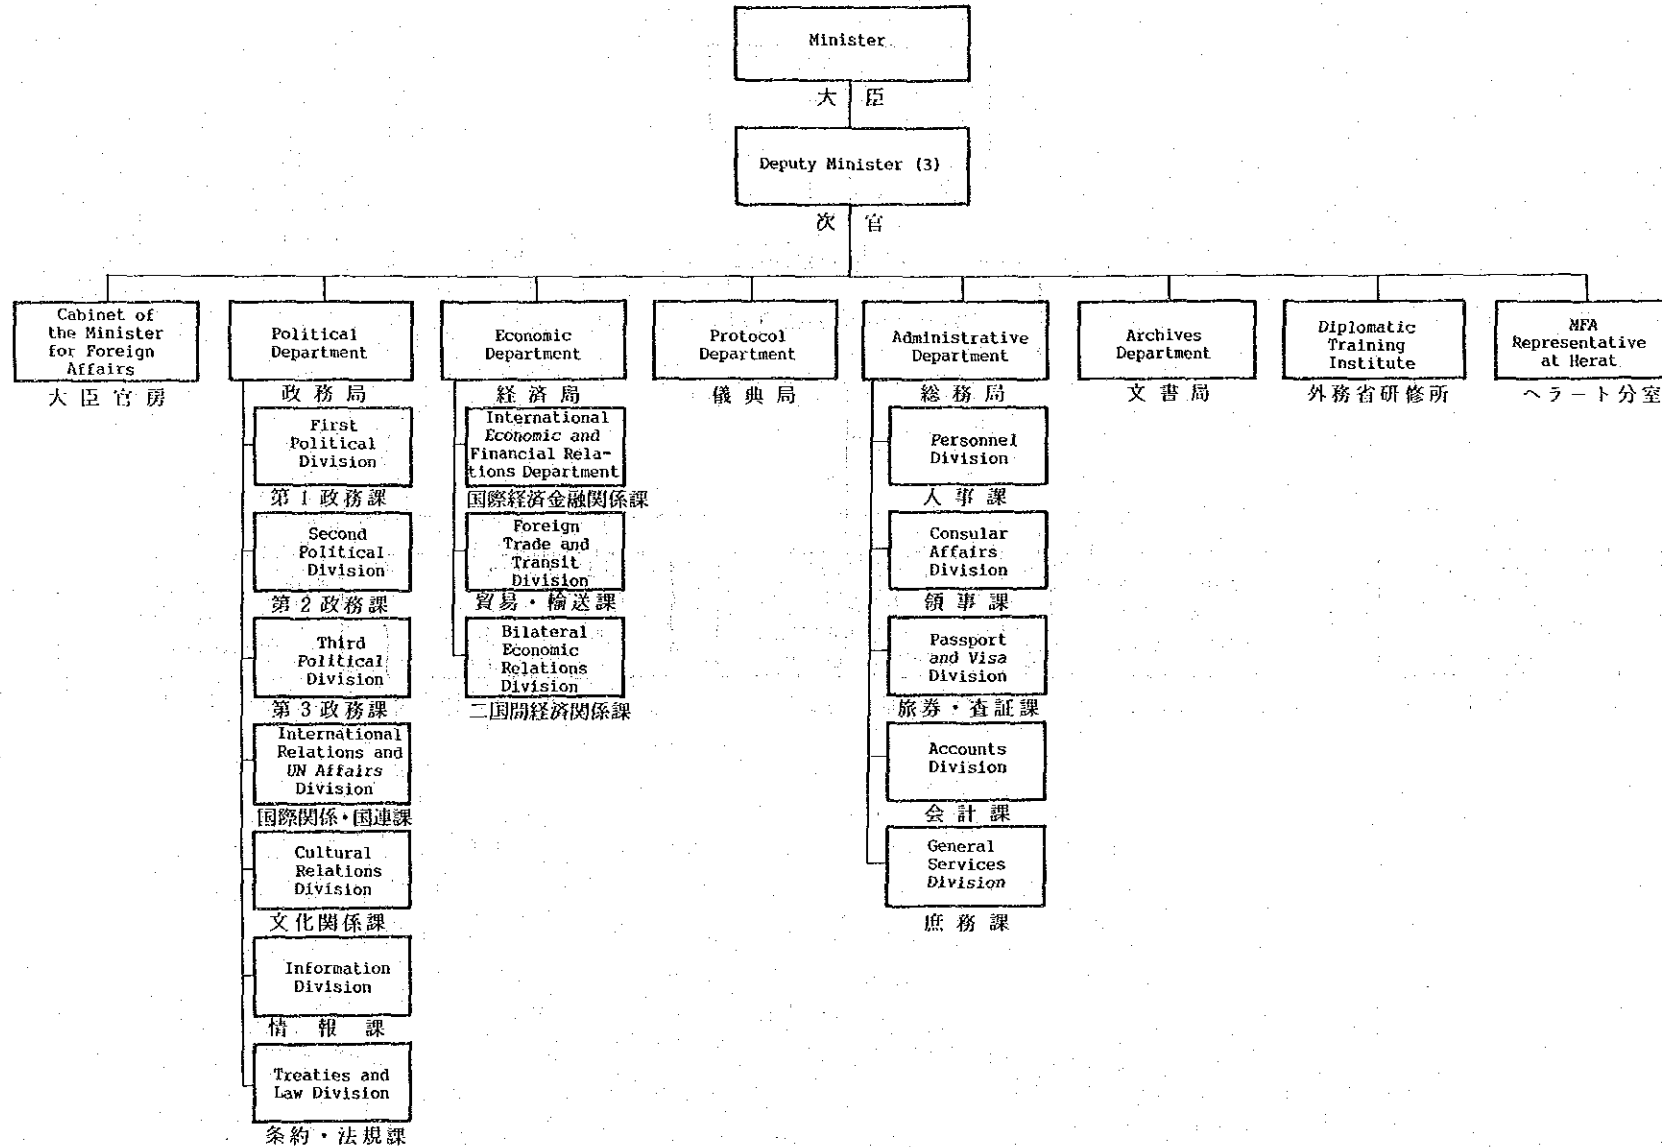 Minister
大臣
Deputy Minister (3)
次官
Cabinet of
the Minister
for Foreign
Affairs
大臣官房
Political
Department
政務局
Economic
Department
経済局
Protocol
Department
儀典局
Administrative
Department
総務局
Archives
Department
文書局
Diplomatic
Training
Institute
外務省研修所
MFA
Representative
at Herat
ヘラート分室
First
Political
Division
第1政務課
Second
Political
Division
第2政務課
Third
Political
Division
第3政務課
International
Relations and
UN Affairs
Division
国際関係・国連課
Cultural
Relations
Division
文化関係課
Information
Division
情報課
Treaties and
Law Division
条約・法規課
International
Economic and
Financial Rela-
tions Department
国際経済金融関係課
Foreign
Trade and
Transit
Division
貿易・輸送課
Bilateral
Economic
Relations
Division
二国間経済関係課
Personnel
Division
人事課
Consular
Affairs
Division
領事課
Passport
and Visa
Division
旅券・査証課
Accounts
Division
会計課
General
Services
Division
庶務課